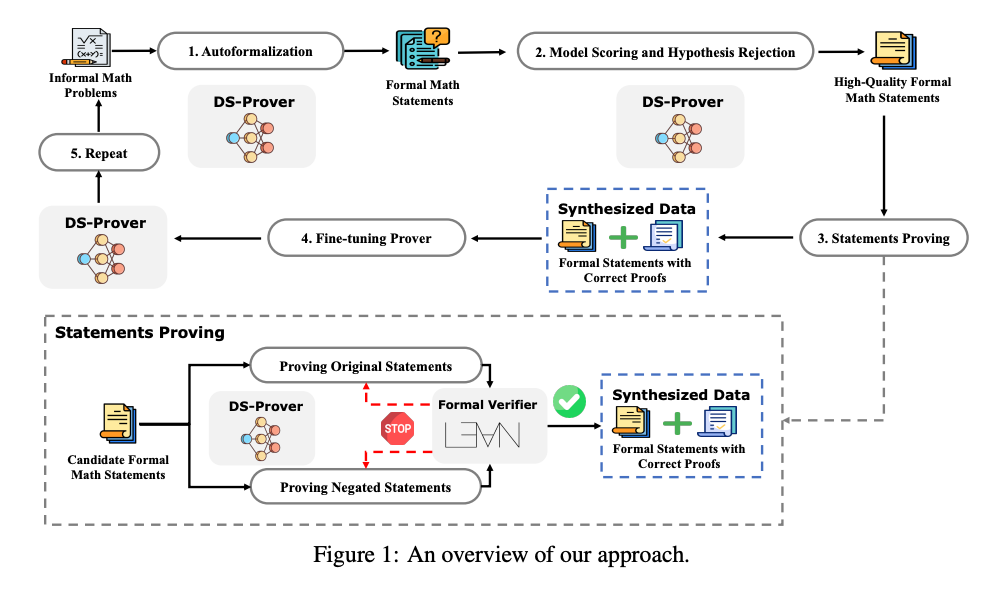 1. Autoformalization
2. Model Scoring and Hypothesis Rejection
Informal Math
Problems
Formal Math
Statements
High-Quality Formal
Math Statements
DS-Prover
DS-Prover
5. Repeat
DS-Prover
4. Fine-tuning Prover
Synthesized Data
Formal Statements with
Correct Proofs
3. Statements Proving
Statements Proving
Proving Original Statements
DS-Prover
STOP
Formal Verifier
LEAN
Synthesized Data
Formal Statements with
Correct Proofs
Candidate Formal
Math Statements
Proving Negated Statements
Figure 1: An overview of our approach.